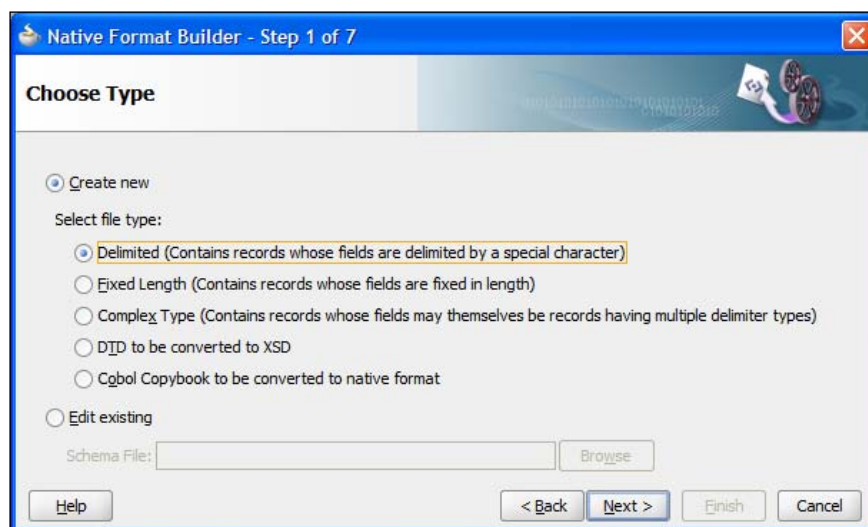 Native Format Builder - Step 1 of 7
Choose Type
Create new
Select file type:
Delimited (Contains records whose fields are delimited by a special character)
Fixed Length (Contains records whose fields are fixed in length)
Complex Type (Contains records whose fields may themselves be records having multiple delimiter types)
DTD to be converted to XSD
Cobol Copybook to be converted to native format
Edit existing
Schema File: Browse
Help < Back Next > Finish Cancel